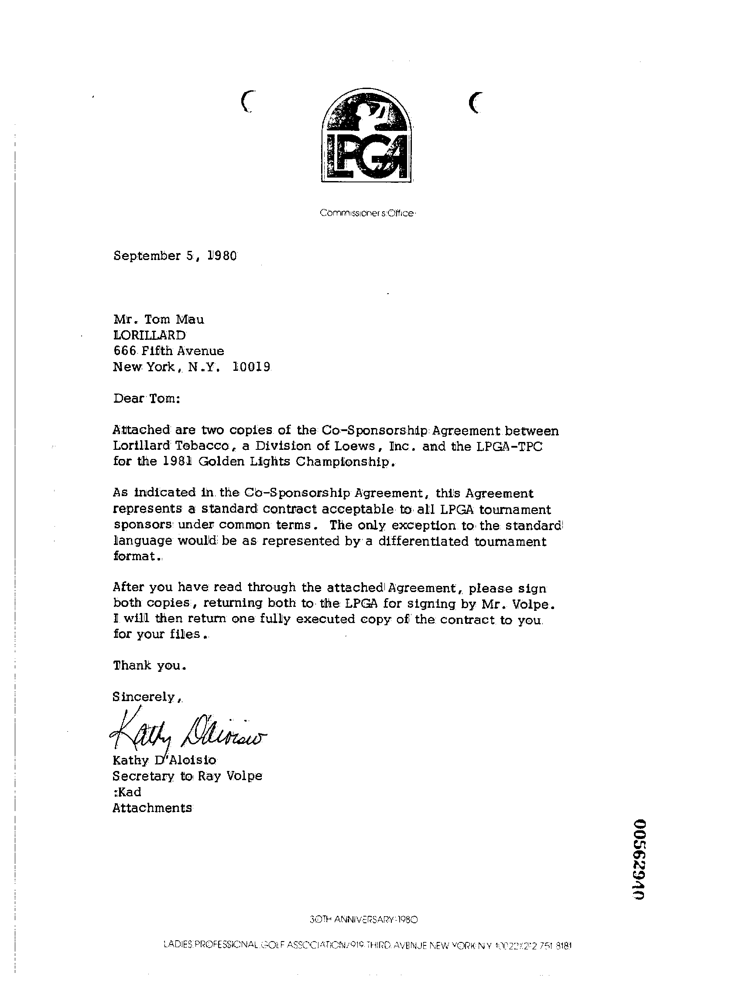 LPGA
Commissioner's Office
September 5, 1980
Mr. Tom Mau
LORILLARD
666 Fifth Avenue
New York, N.Y. 10019
Dear Tom:
Attached are two copies of the Co-Sponsorship Agreement between
Lorillard Tobacco, a Division of Loews, Inc. and the LPGA-TPC
for the 1981 Golden Lights Championship.
As indicated in the Co-Sponsorship Agreement, this Agreement
represents a standard contract acceptable to all LPGA tournament
sponsors under common terms. The only exception to the standard
language would be as represented by a differentiated tournament
format.
After you have read through the attached Agreement, please sign
both copies, returning both to the LPGA for signing by Mr. Volpe.
I will then return one fully executed copy of the contract to you
for your files.
Thank you.
Sincerely,
Kathy D'Aloisio
Kathy D'Aloisio
Secretary to Ray Volpe
:Kad
Attachments
00562940
30TH ANNIVERSARY 1980
LADIES PROFESSIONAL GOLF ASSOCIATION/919 THIRD AVENUE NEW YORK N Y 10022/212 751 8181